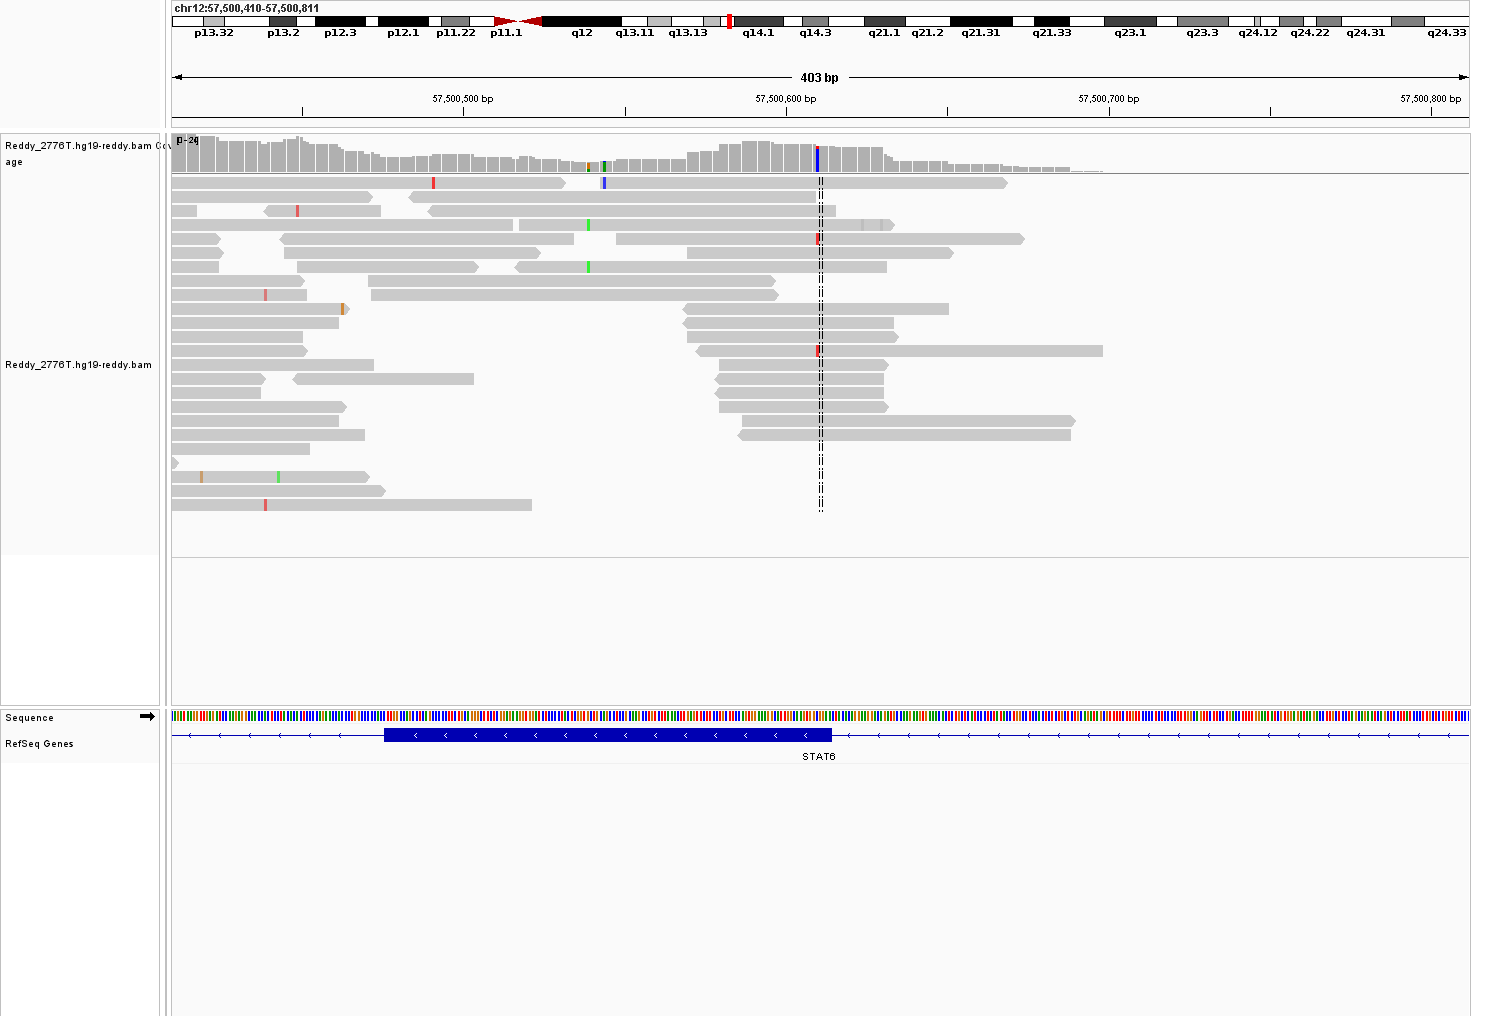 chr12:57,500,410-57,500,811
p13.32 p13.2 p12.3 p12.1 p11.22 p11.1 q12 q13.11 q13.13 q14.1 q14.3 q21.1 q21.2 q21.31 q21.33 q23.1 q23.3 q24.12 q24.22 q24.31 q24.33
403 bp
57,500,500 bp 57,500,600 bp 57,500,700 bp 57,500,800 bp
Reddy_2776T.hg19-reddy.bam Cov
age
Reddy_2776T.hg19-reddy.bam
Sequence
RefSeq Genes
STAT6